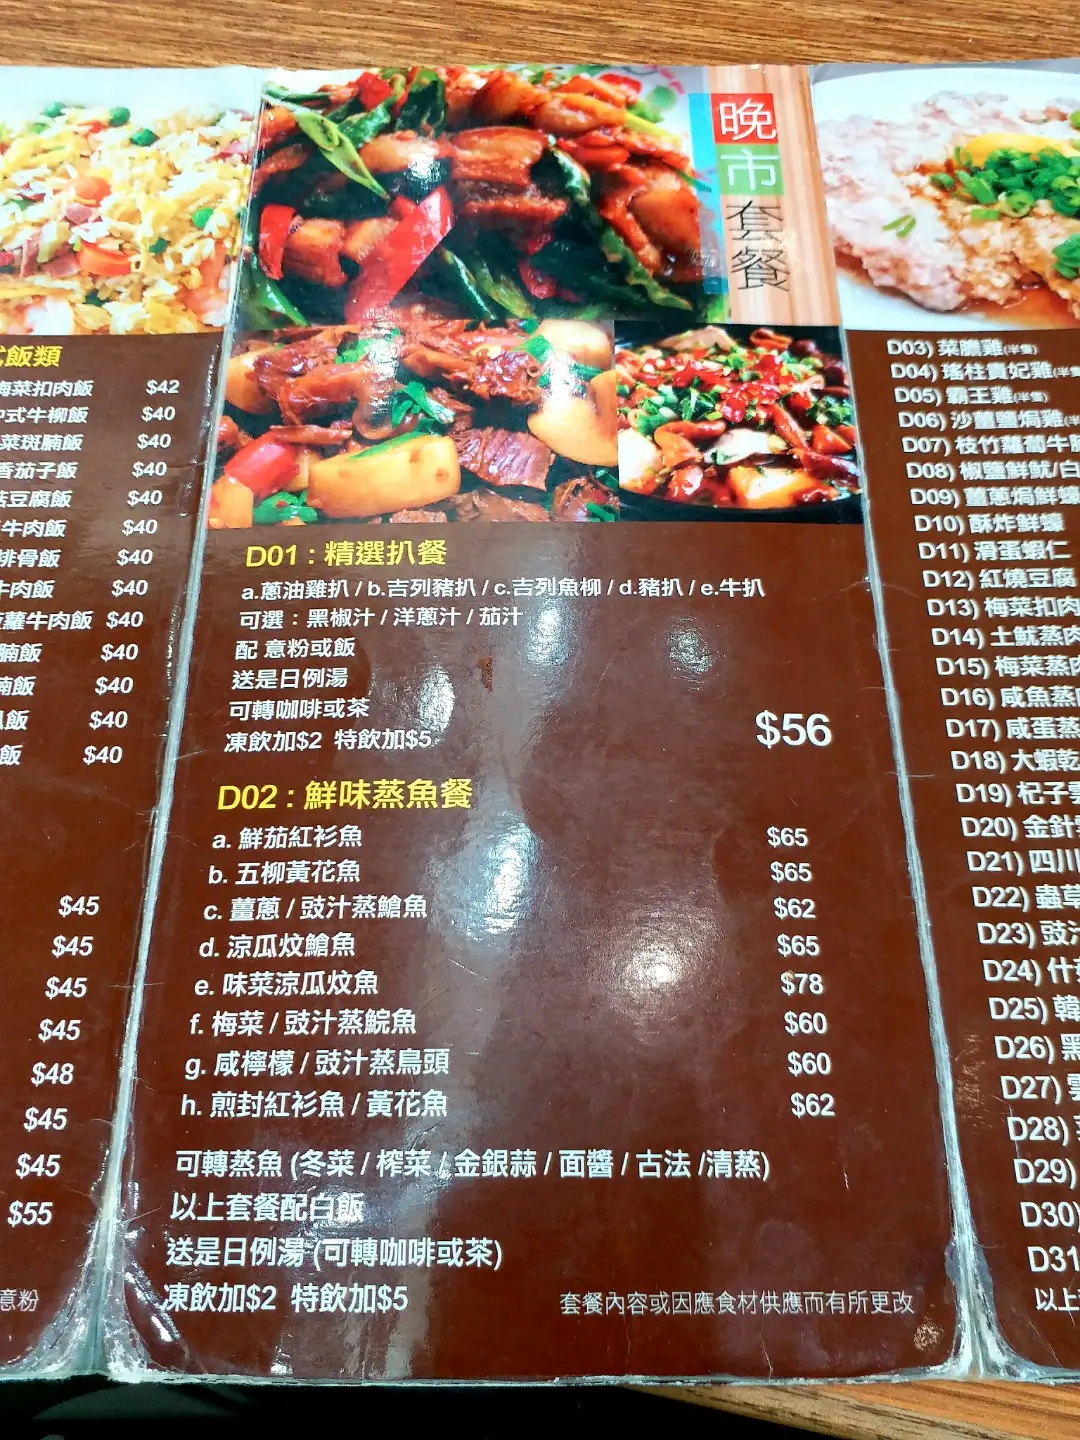 晚市套餐
飯類
梅菜扣肉飯 $42
中式牛柳飯 $40
菜斑腩飯 $40
香茄子飯 $40
豆腐飯 $40
牛肉飯 $40
排骨飯 $40
牛肉飯 $40
蘿牛肉飯 $40
腩飯 $40
腩飯 $40
飯 $40
飯 $40
$45
$45
$45
$45
$48
$45
$45
$55
意粉
D01 : 精選扒餐
a.蔥油雞扒 / b.吉列豬扒 / c.吉列魚柳 / d.豬扒 / e.牛扒
可選 : 黑椒汁 / 洋蔥汁 / 茄汁
配 意粉或飯
送是日例湯
可轉咖啡或茶
凍飲加$2 特飲加$5
$56
D02 : 鮮味蒸魚餐
a. 鮮茄紅衫魚 $65
b. 五柳黃花魚 $65
c. 薑蔥 / 豉汁蒸鱠魚 $62
d. 涼瓜炆鱠魚 $65
e. 味菜涼瓜炆魚 $78
f. 梅菜 / 豉汁蒸鯇魚 $60
g. 咸檸檬 / 豉汁蒸烏頭 $60
h. 煎封紅衫魚 / 黃花魚 $62
可轉蒸魚 (冬菜 / 榨菜 / 金銀蒜 / 面醬 / 古法 /清蒸)
以上套餐配白飯
送是日例湯 (可轉咖啡或茶)
凍飲加$2 特飲加$5
套餐內容或因應食材供應而有所更改
D03) 菜膽雞(半隻)
D04) 瑤柱貴妃雞(半隻
D05) 霸王雞(半隻)
D06) 沙薑鹽焗雞(半
D07) 枝竹蘿蔔牛腩
D08) 椒鹽鮮魷/白
D09) 薑蔥焗鮮蠔
D10) 酥炸鮮蠔
D11) 滑蛋蝦仁
D12) 紅燒豆腐
D13) 梅菜扣肉
D14) 土魷蒸肉
D15) 梅菜蒸肉
D16) 咸魚蒸
D17) 咸蛋蒸
D18) 大蝦乾
D19) 杞子雲
D20) 金針
D21) 四川
D22) 蟲草
D23) 豉汁
D24) 什
D25) 韓
D26) 黑
D27) 雲
D28)
D29)
D30)
D31
以上